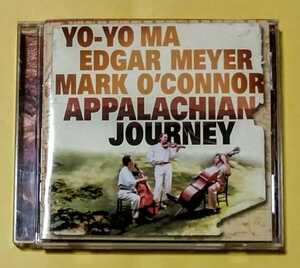 YO-YO MA
EDGAR MEYER
MARK O'CONNOR
APPALACHIAN
JOURNEY